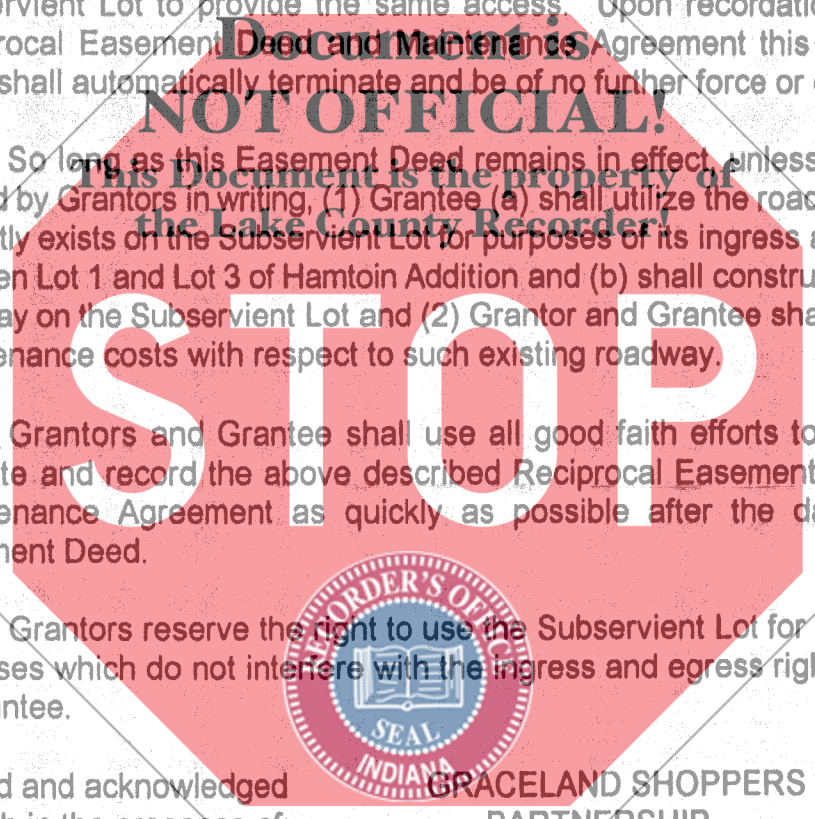 ervient Lot to provide the same access. Upon recordatio
Document is
rocal Easement Deed and Maintenance Agreement this
shall automatically terminate and be of no further force or
NOT OFFICIAL!
So long as this Easement Deed remains in effect, unless
This Document is the property of
d by Grantors in writing, (1) Grantee (a) shall utilize the road
the Lake County Recorder!
tly exists on the Subservient Lot for purposes of its ingress a
en Lot 1 and Lot 3 of Hamtoin Addition and (b) shall constru
ay on the Subservient Lot and (2) Grantor and Grantee sha
enance costs with respect to such existing roadway.
STOP
Grantors and Grantee shall use all good faith efforts to
te and record the above described Reciprocal Easement
enance Agreement as quickly as possible after the da
nent Deed.
RECORDER'S OFFICE
Grantors reserve the right to use the Subservient Lot for
ses which do not interfere with the ingress and egress righ
ntee.
SEAL
INDIANA
d and acknowledged GRACELAND SHOPPERS
in the presence of PARTNERSHIP